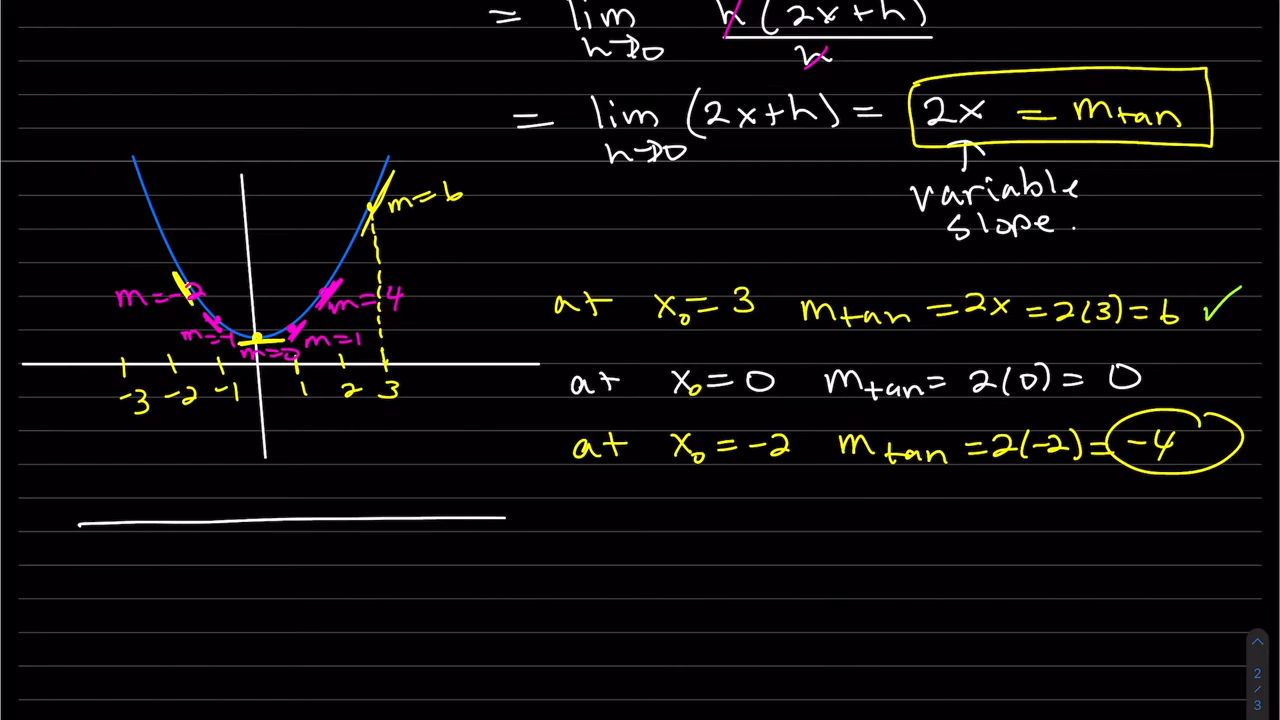 = lim h(2x+h)
h→0 h
= lim (2x+h) = 2x = mtan
h→0
variable
slope.
m=6
m=-2
m=4
m=-1
m=0
m=1
-3 -2 -1 1 2 3
at x₀=3 mtan = 2x = 2(3) = 6 ✓
at x₀=0 mtan = 2(0) = 0
at x₀=-2 mtan = 2(-2) = -4
2
/
3